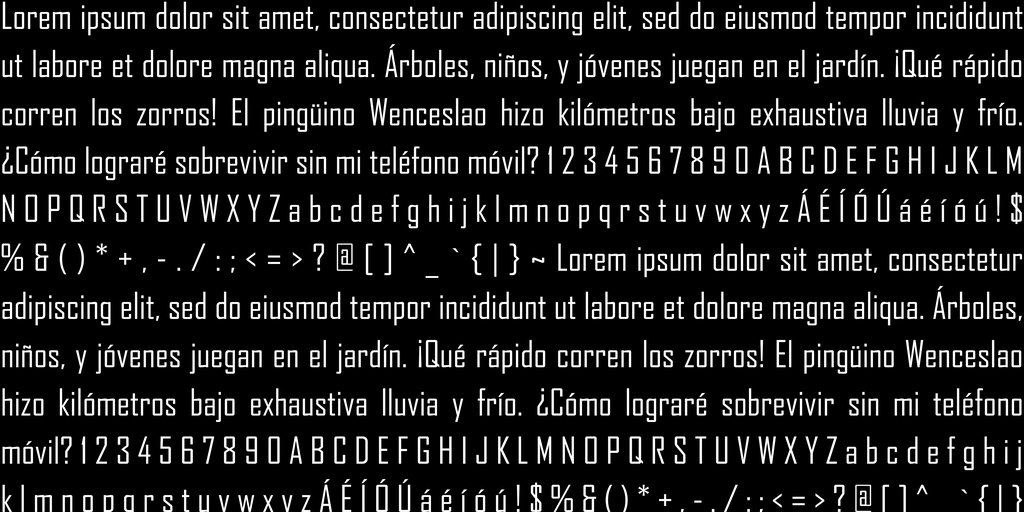 Lorem ipsum dolor sit amet, consectetur adipiscing elit, sed do eiusmod tempor incididunt
ut labore et dolore magna aliqua. Árboles, niños, y jóvenes juegan en el jardín. ¡Qué rápido
corren los zorros! El pingüino Wenceslao hizo kilómetros bajo exhaustiva lluvia y frío.
¿Cómo lograré sobrevivir sin mi teléfono móvil? 1 2 3 4 5 6 7 8 9 0 A B C D E F G H I J K L M
N O P Q R S T U V W X Y Z a b c d e f g h i j k l m n o p q r s t u v w x y z Á É Í Ó Ú á é í ó ú ! $
% & ( ) * + , - . / : ; < = > ? @ [ ] ^ _ ` { | } ~ Lorem ipsum dolor sit amet, consectetur
adipiscing elit, sed do eiusmod tempor incididunt ut labore et dolore magna aliqua. Árboles,
niños, y jóvenes juegan en el jardín. ¡Qué rápido corren los zorros! El pingüino Wenceslao
hizo kilómetros bajo exhaustiva lluvia y frío. ¿Cómo lograré sobrevivir sin mi teléfono
móvil? 1 2 3 4 5 6 7 8 9 0 A B C D E F G H I J K L M N O P Q R S T U V W X Y Z a b c d e f g h i j
k l m n o p q r s t u v w x y z Á É Í Ó Ú á é í ó ú ! $ % & ( ) * + , - . / : ; < = > ? @ [ ] ^ ` { | }